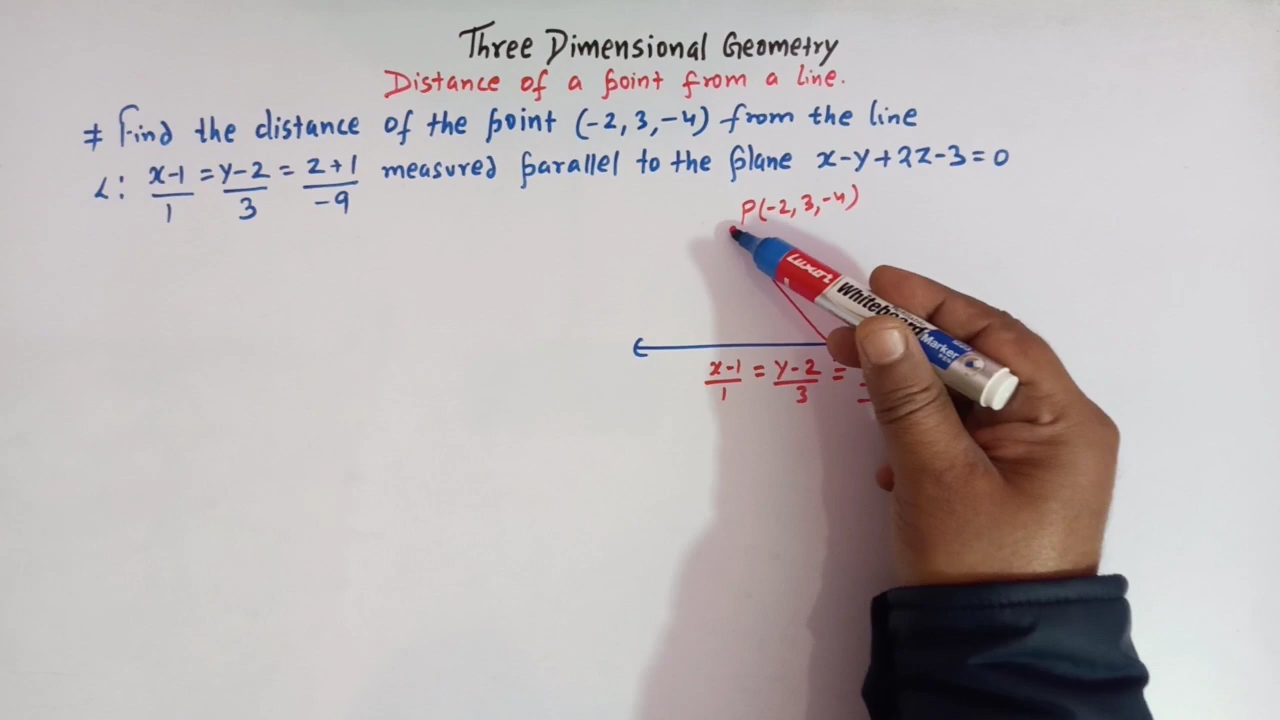 Three Dimensional Geometry
Distance of a point from a line.
# Find the distance of the point (-2, 3, -4) from the line
L: x-1/1 = y-2/3 = z+1/-9 measured parallel to the plane x-y+2z-3=0
P(-2, 3, -4)
Luxor
Whiteboard
Marker
x-1/1 = y-2/3 =